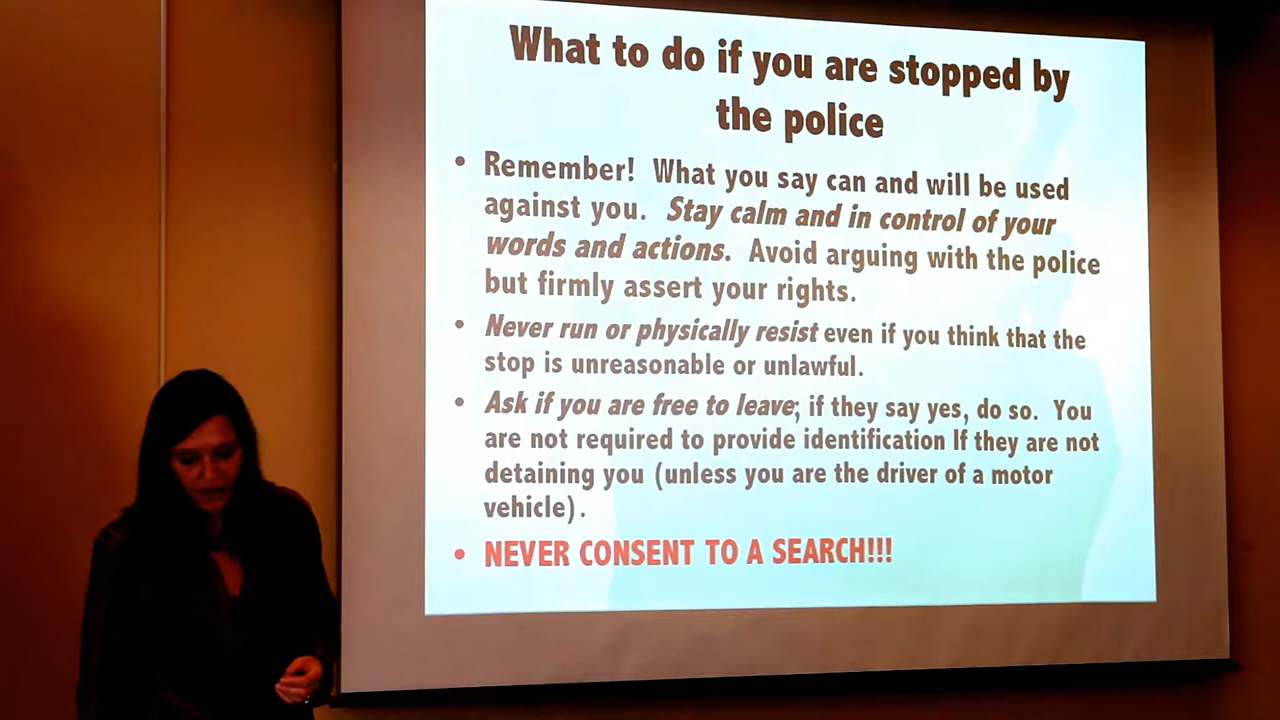 What to do if you are stopped by
the police
• Remember! What you say can and will be used
against you. Stay calm and in control of your
words and actions. Avoid arguing with the police
but firmly assert your rights.
• Never run or physically resist even if you think that the
stop is unreasonable or unlawful.
• Ask if you are free to leave; if they say yes, do so. You
are not required to provide identification If they are not
detaining you (unless you are the driver of a motor
vehicle).
• NEVER CONSENT TO A SEARCH!!!